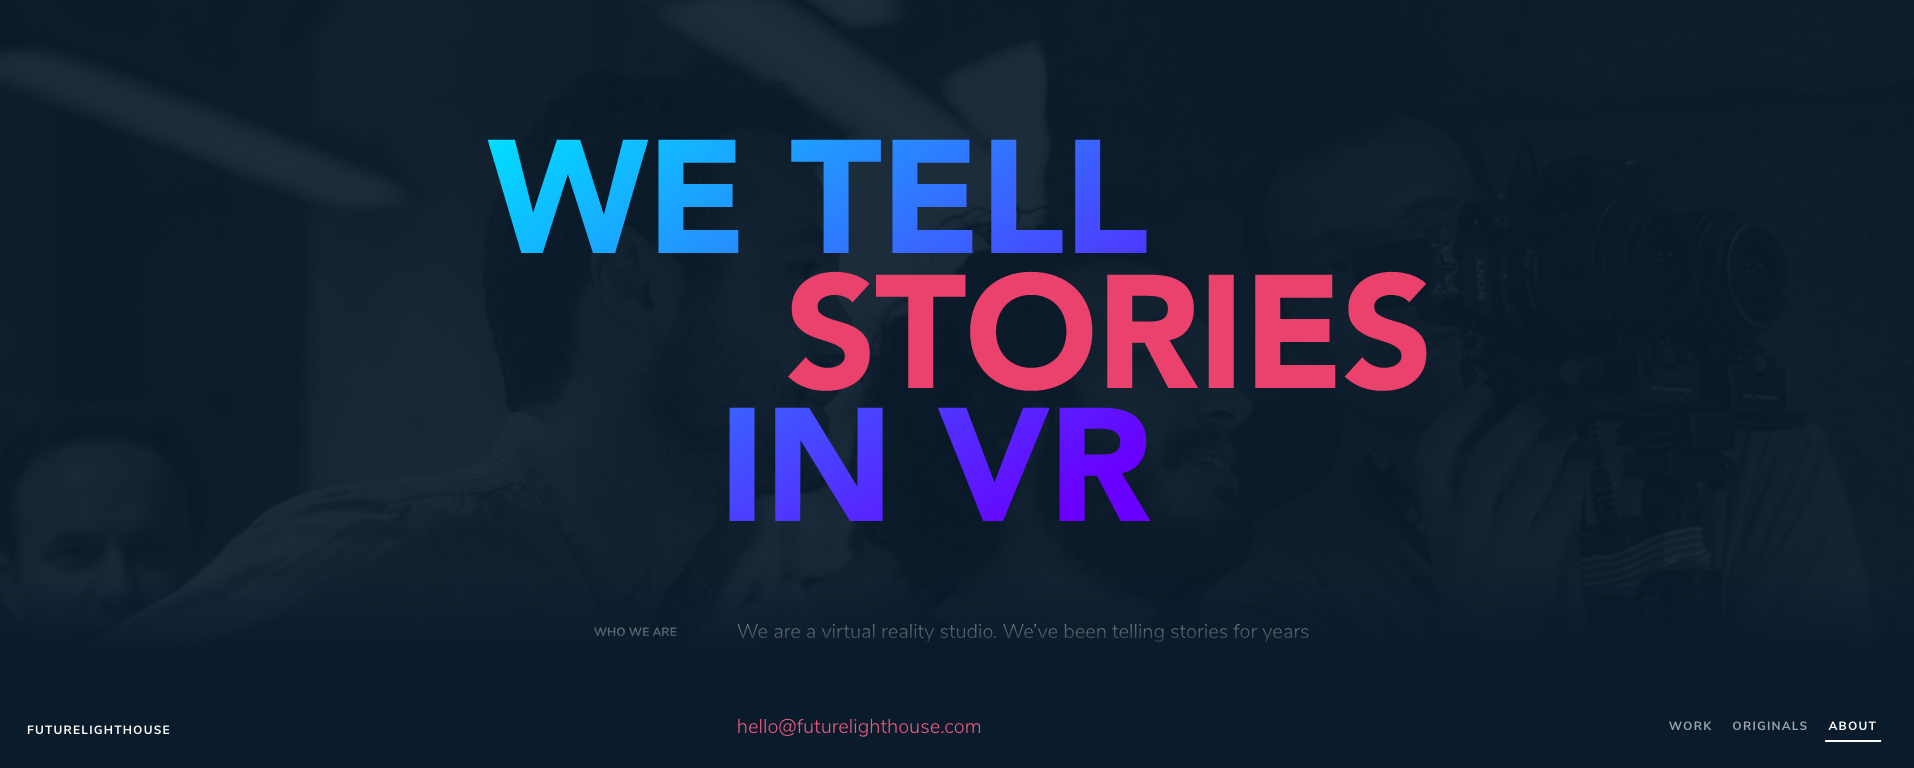 WE TELL
STORIES
IN VR
WHO WE ARE
We are a virtual reality studio. We've been telling stories for years
FUTURELIGHTHOUSE
hello@futurelighthouse.com
WORK ORIGINALS ABOUT
SONY